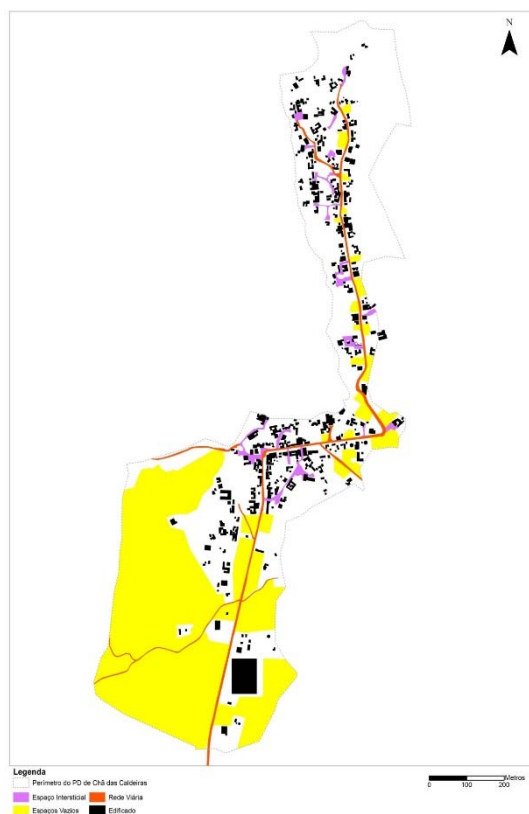 N
Legenda
Perímetro do PD de Chã das Caldeiras
Espaço Intersticial Rede Viária
Espaços Vazios Edificado
Metros
0 100 200